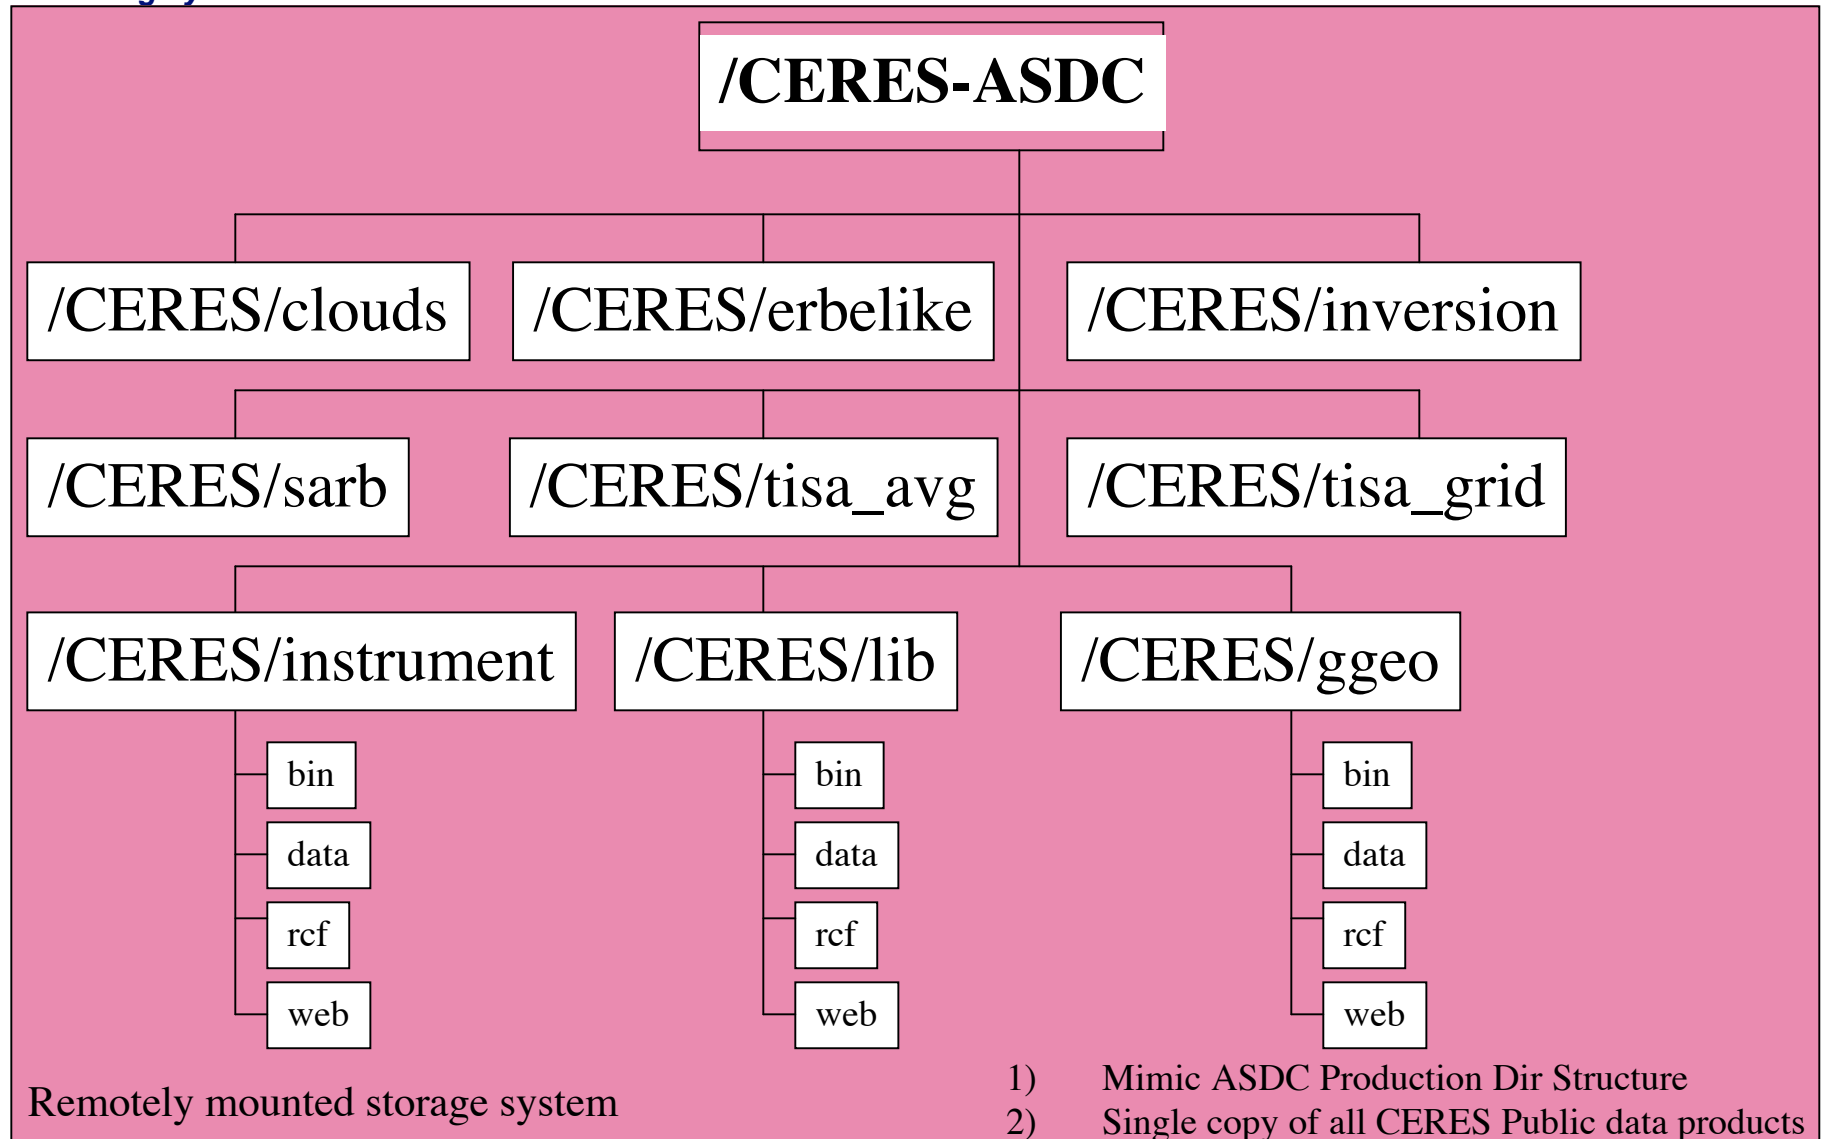 /CERES-ASDC
/CERES/clouds
/CERES/erbelike
/CERES/inversion
/CERES/sarb
/CERES/tisa_avg
/CERES/tisa_grid
/CERES/instrument
/CERES/lib
/CERES/ggeo
bin
data
rcf
web
bin
data
rcf
web
bin
data
rcf
web
Remotely mounted storage system
1) Mimic ASDC Production Dir Structure
2) Single copy of all CERES Public data products